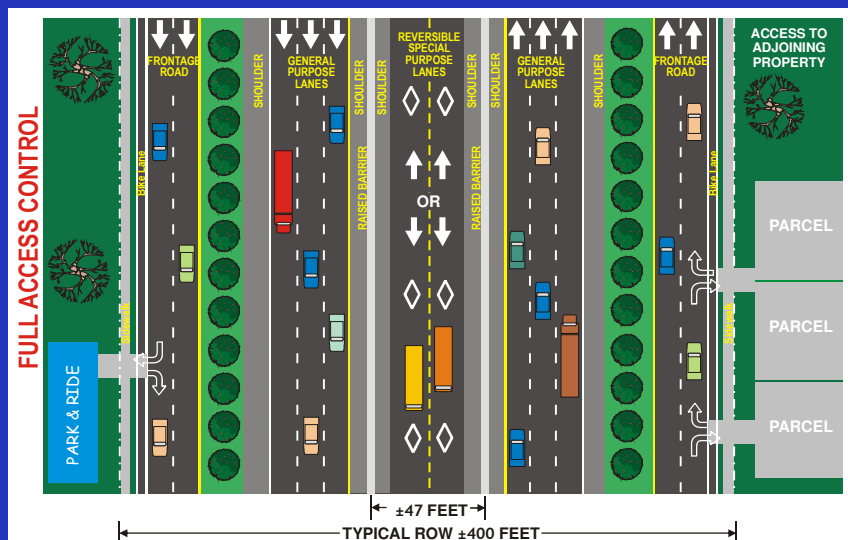 FULL ACCESS CONTROL
FRONTAGE
ROAD
GENERAL
PURPOSE
LANES
REVERSIBLE
SPECIAL
PURPOSE
LANES
GENERAL
PURPOSE
LANES
FRONTAGE
ROAD
ACCESS TO
ADJOINING
PROPERTY
SHOULDER
SHOULDER
SHOULDER
SHOULDER
SHOULDER
SHOULDER
Bike Lane
RAISED BARRIER
OR
RAISED BARRIER
Bike Lane
PARCEL
Sidewalk
Sidewalk
PARCEL
PARK & RIDE
PARCEL
±47 FEET
TYPICAL ROW ±400 FEET